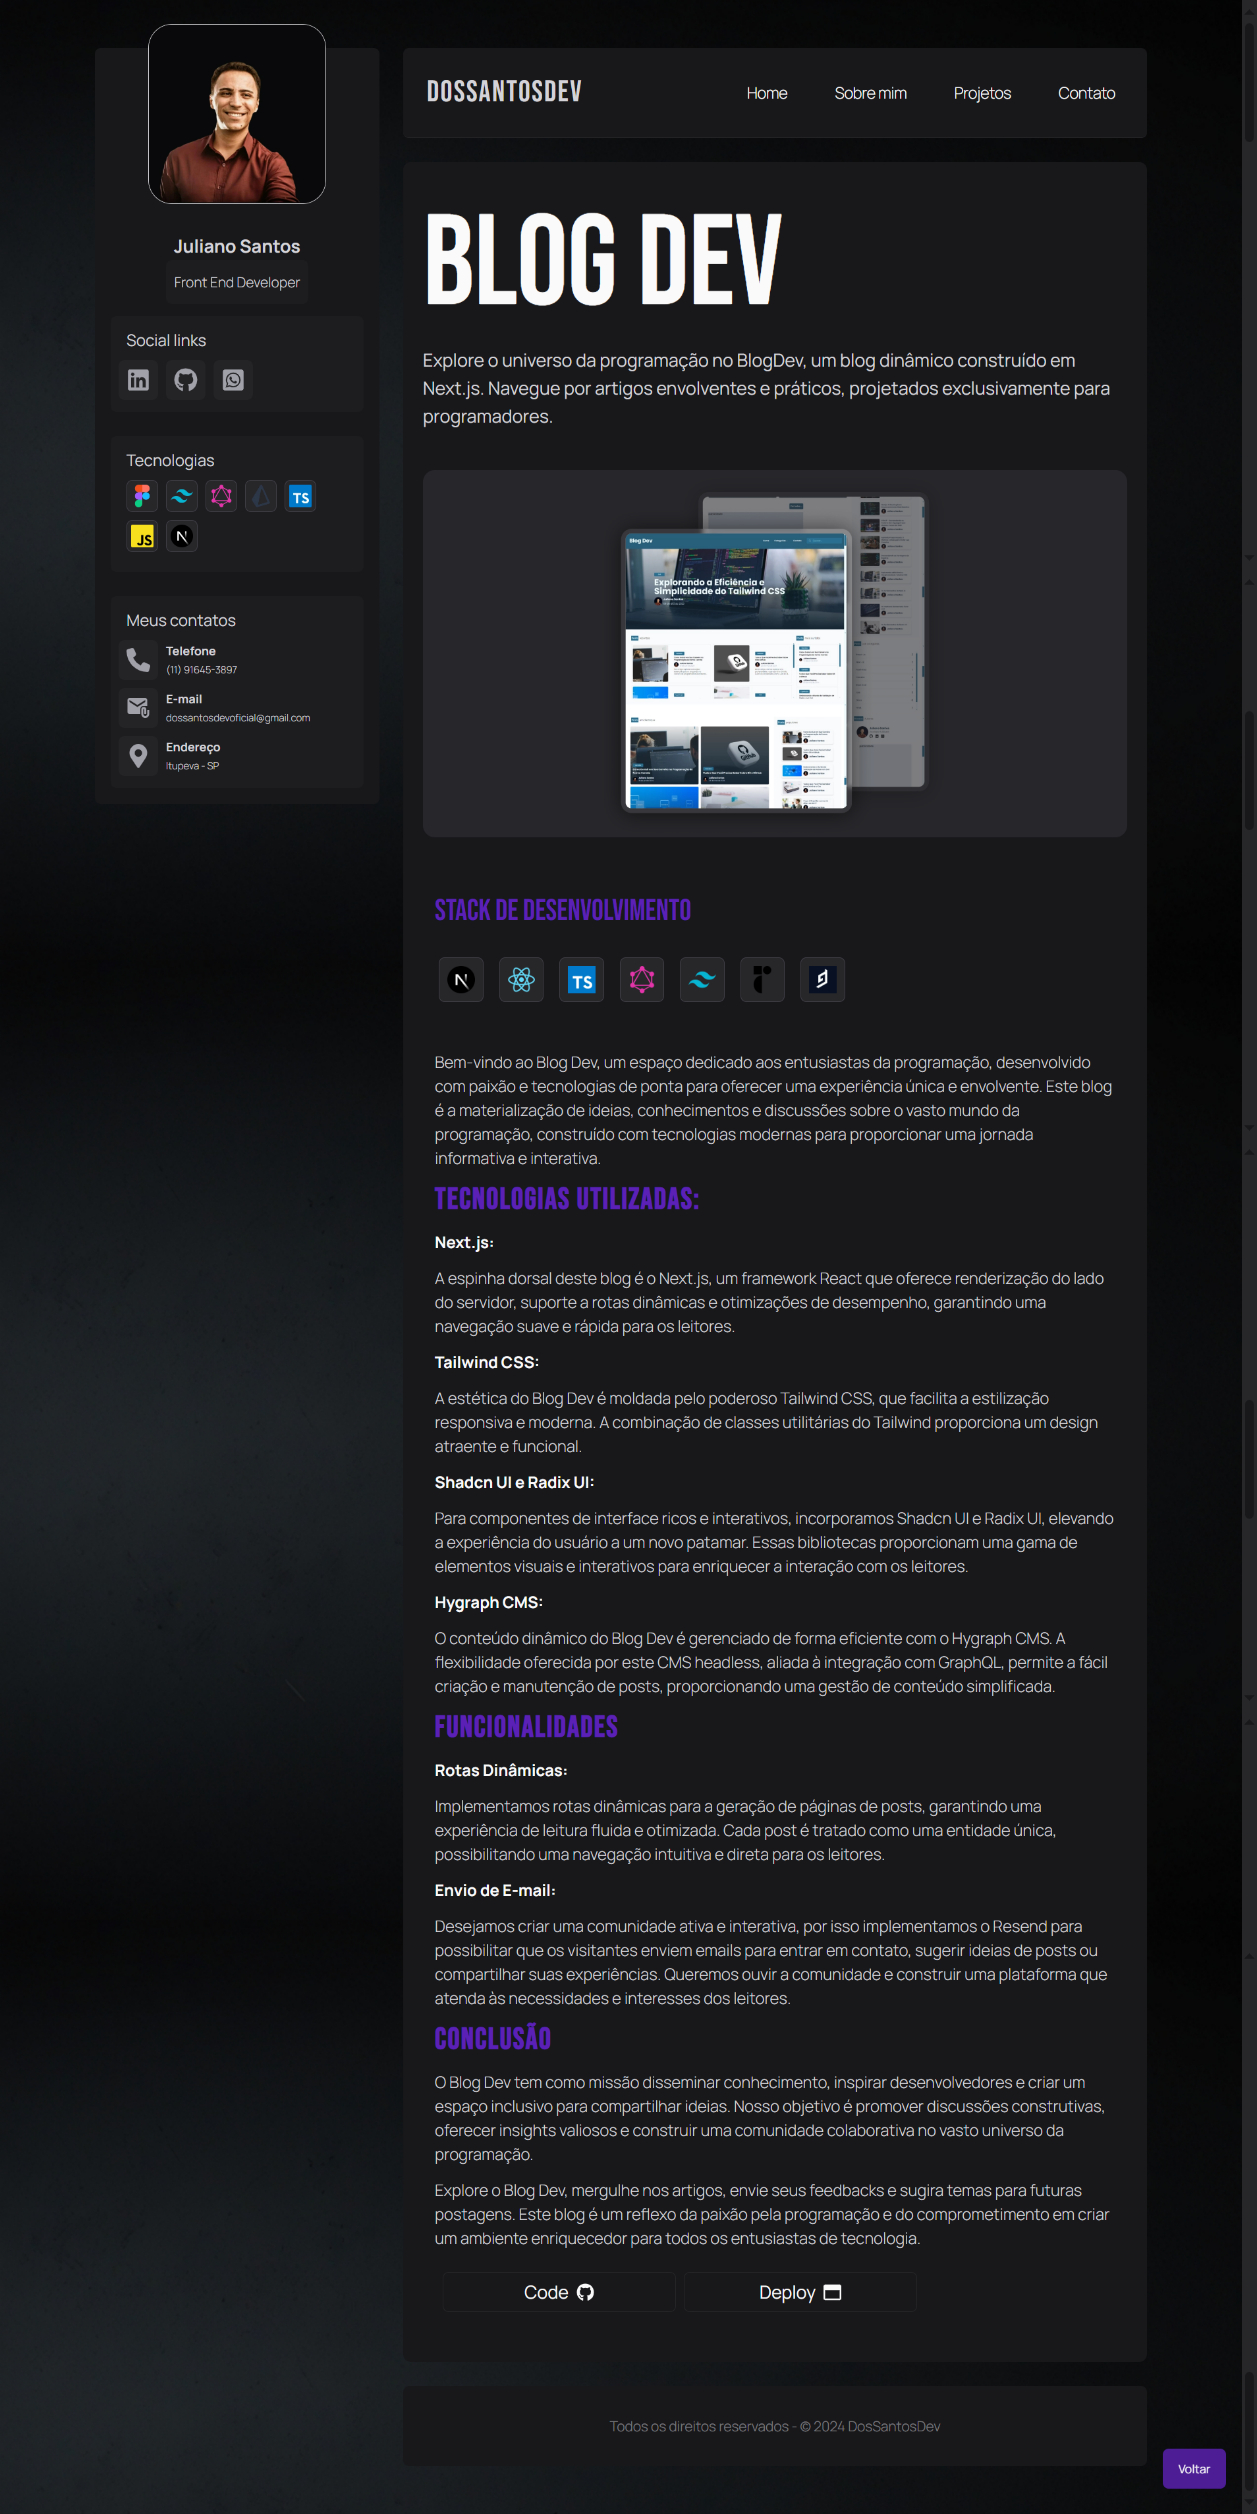 Juliano Santos
Front End Developer
Social links
Tecnologias
TS
JS
N
Meus contatos
Telefone
(11) 91645-3897
E-mail
dossantosdevoficial@gmail.com
Endereço
Itupeva - SP
DOSSANTOSDEV
Home
Sobre mim
Projetos
Contato
BLOG DEV
Explore o universo da programação no BlogDev, um blog dinâmico construído em
Next.js. Navegue por artigos envolventes e práticos, projetados exclusivamente para
programadores.
Blog Dev
Explorando a Eficiência e
Simplicidade do Tailwind CSS
STACK DE DESENVOLVIMENTO
N
TS
Bem-vindo ao Blog Dev, um espaço dedicado aos entusiastas da programação, desenvolvido
com paixão e tecnologias de ponta para oferecer uma experiência única e envolvente. Este blog
é a materialização de ideias, conhecimentos e discussões sobre o vasto mundo da
programação, construído com tecnologias modernas para proporcionar uma jornada
informativa e interativa.
TECNOLOGIAS UTILIZADAS:
Next.js:
A espinha dorsal deste blog é o Next.js, um framework React que oferece renderização do lado
do servidor, suporte a rotas dinâmicas e otimizações de desempenho, garantindo uma
navegação suave e rápida para os leitores.
Tailwind CSS:
A estética do Blog Dev é moldada pelo poderoso Tailwind CSS, que facilita a estilização
responsiva e moderna. A combinação de classes utilitárias do Tailwind proporciona um design
atraente e funcional.
Shadcn UI e Radix UI:
Para componentes de interface ricos e interativos, incorporamos Shadcn UI e Radix UI, elevando
a experiência do usuário a um novo patamar. Essas bibliotecas proporcionam uma gama de
elementos visuais e interativos para enriquecer a interação com os leitores.
Hygraph CMS:
O conteúdo dinâmico do Blog Dev é gerenciado de forma eficiente com o Hygraph CMS. A
flexibilidade oferecida por este CMS headless, aliada à integração com GraphQL, permite a fácil
criação e manutenção de posts, proporcionando uma gestão de conteúdo simplificada.
FUNCIONALIDADES
Rotas Dinâmicas:
Implementamos rotas dinâmicas para a geração de páginas de posts, garantindo uma
experiência de leitura fluida e otimizada. Cada post é tratado como uma entidade única,
possibilitando uma navegação intuitiva e direta para os leitores.
Envio de E-mail:
Desejamos criar uma comunidade ativa e interativa, por isso implementamos o Resend para
possibilitar que os visitantes enviem emails para entrar em contato, sugerir ideias de posts ou
compartilhar suas experiências. Queremos ouvir a comunidade e construir uma plataforma que
atenda às necessidades e interesses dos leitores.
CONCLUSÃO
O Blog Dev tem como missão disseminar conhecimento, inspirar desenvolvedores e criar um
espaço inclusivo para compartilhar ideias. Nosso objetivo é promover discussões construtivas,
oferecer insights valiosos e construir uma comunidade colaborativa no vasto universo da
programação.
Explore o Blog Dev, mergulhe nos artigos, envie seus feedbacks e sugira temas para futuras
postagens. Este blog é um reflexo da paixão pela programação e do comprometimento em criar
um ambiente enriquecedor para todos os entusiastas de tecnologia.
Code
Deploy
Todos os direitos reservados - © 2024 DosSantosDev
Voltar